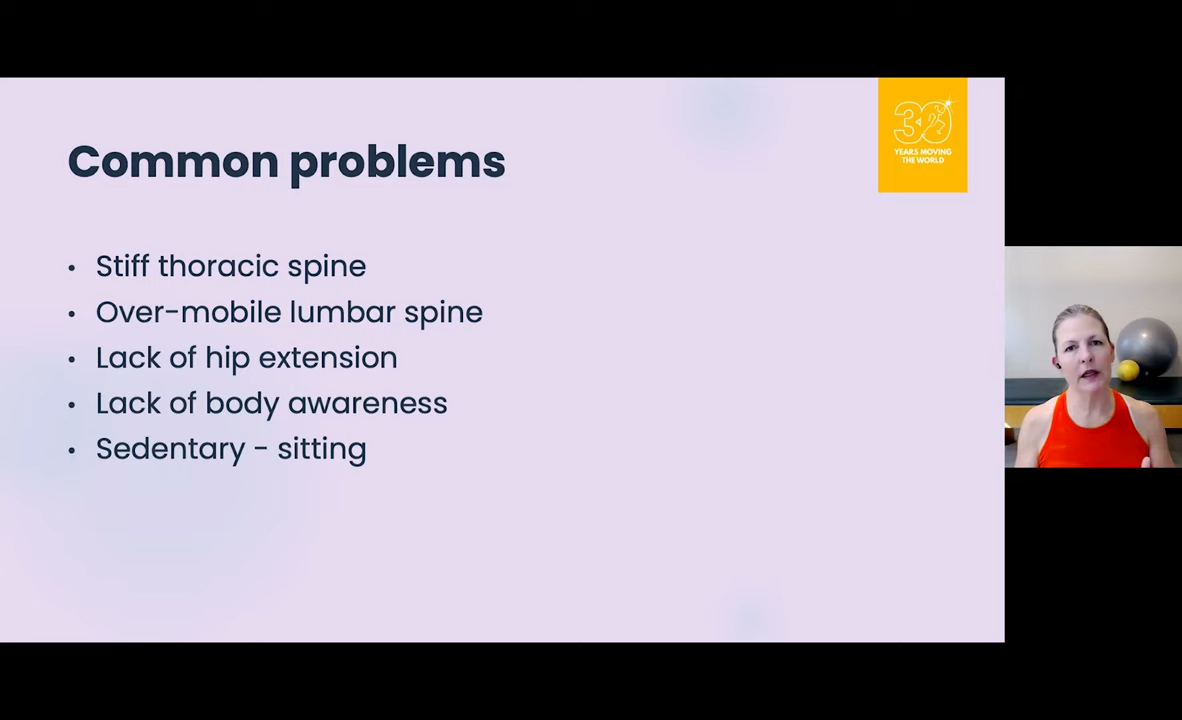 Common problems
30
YEARS MOVING
THE WORLD
• Stiff thoracic spine
• Over-mobile lumbar spine
• Lack of hip extension
• Lack of body awareness
• Sedentary - sitting